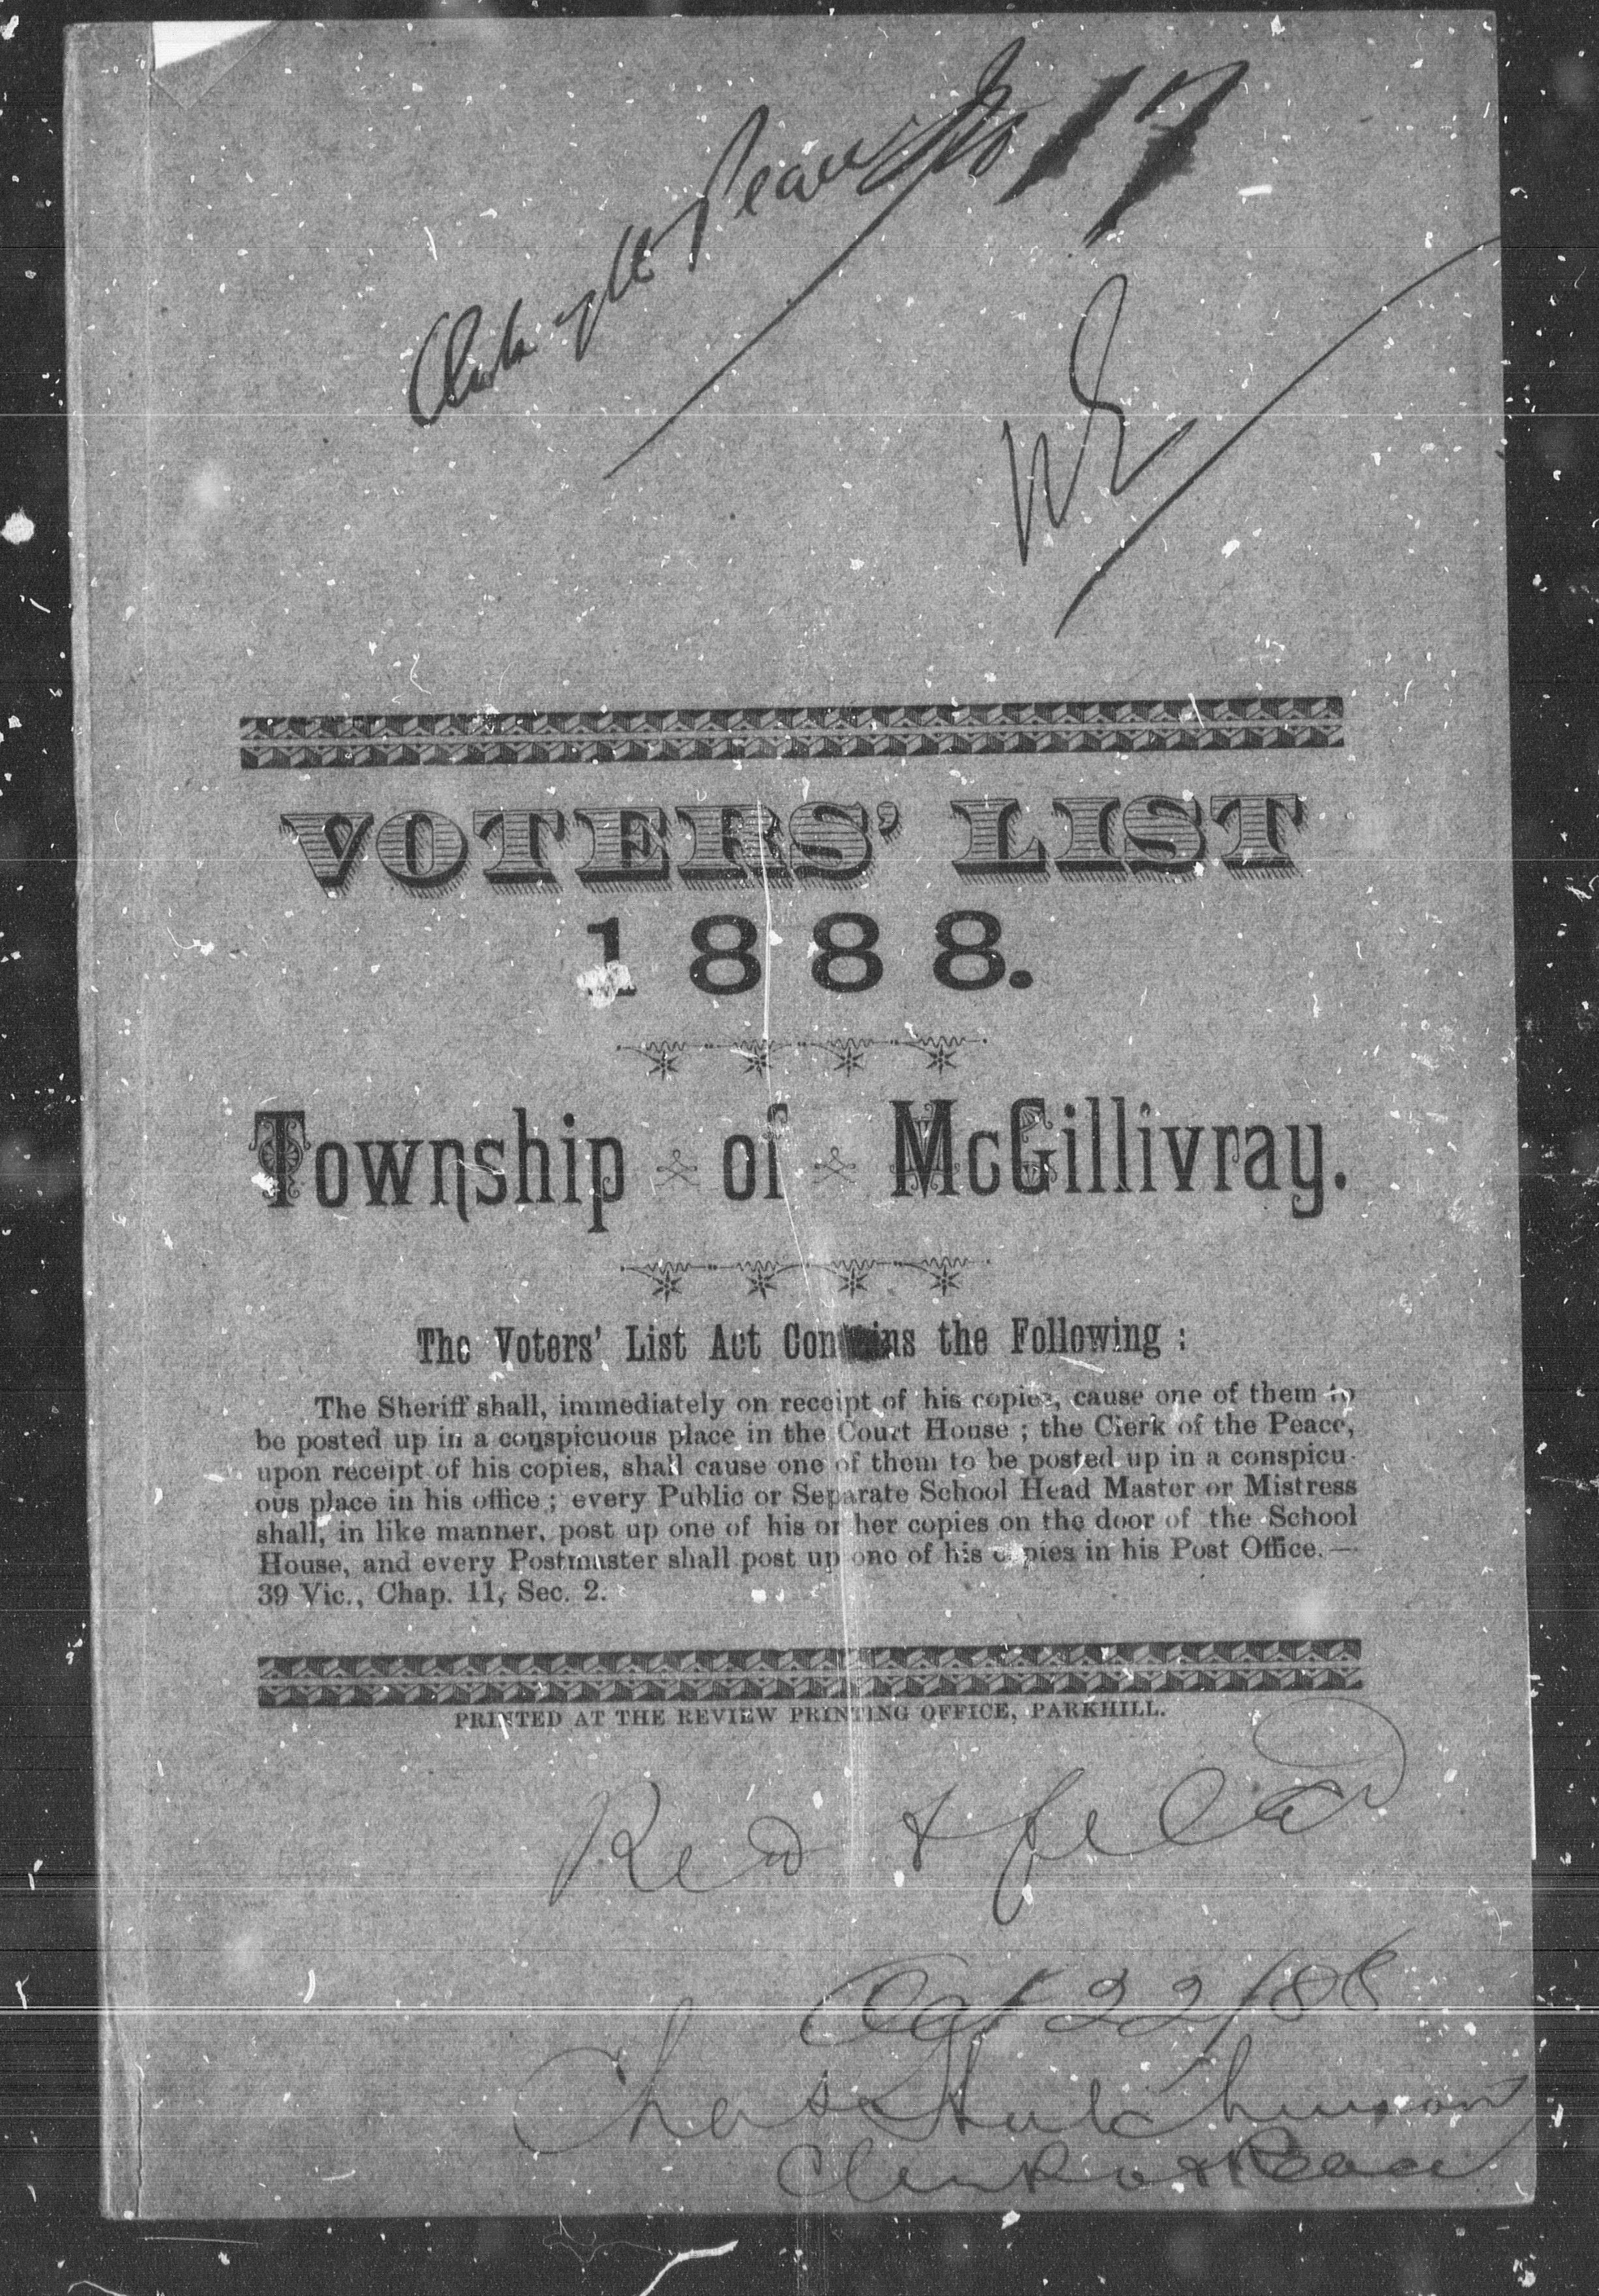 Clerk of the Peace No 17
VOTERS' LIST
1888.
Township of McGillivray.
The Voters' List Act Contains the Following :
The Sheriff shall, immediately on receipt of his copies, cause one of them to
be posted up in a conspicuous place in the Court House ; the Clerk of the Peace,
upon receipt of his copies, shall cause one of them to be posted up in a conspicu-
ous place in his office ; every Public or Separate School Head Master or Mistress
shall, in like manner, post up one of his or her copies on the door of the School
House, and every Postmaster shall post up one of his copies in his Post Office.—
39 Vic., Chap. 11, Sec. 2.
PRINTED AT THE REVIEW PRINTING OFFICE, PARKHILL.
Recd & filed
Oct 22/88
Chas Hutchinson
Clerk of Peace